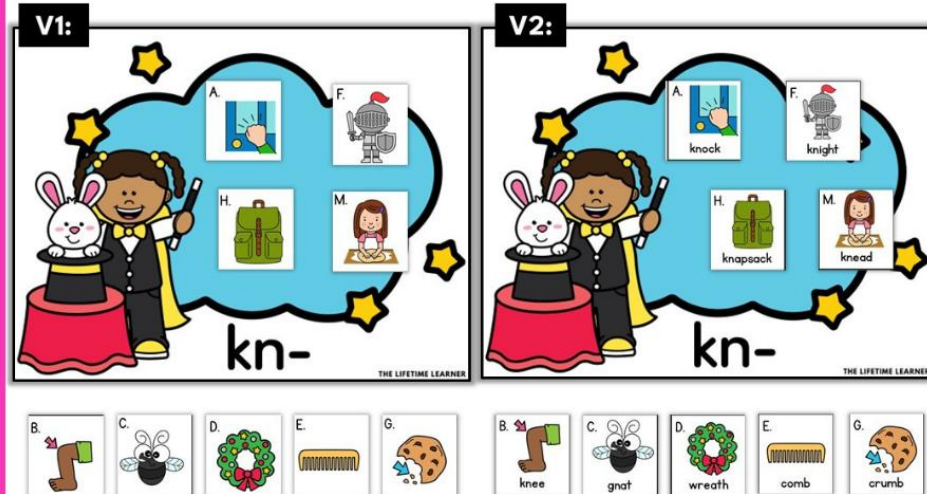 V1:
A.
F.
H.
M.
kn-
THE LIFETIME LEARNER
V2:
A.
knock
F.
knight
H.
knapsack
M.
knead
kn-
THE LIFETIME LEARNER
B.
C.
D.
E.
G.
B.
knee
C.
gnat
D.
wreath
E.
comb
G.
crumb